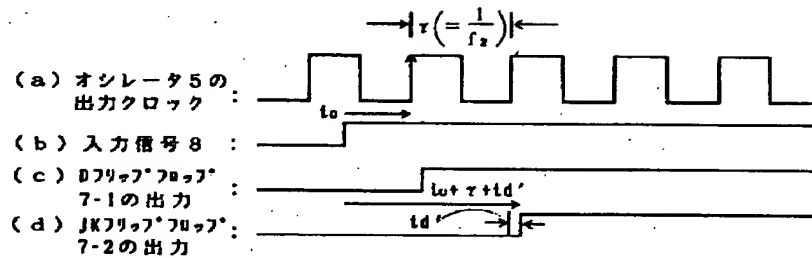 τ(=1/f₂)
(a)オシレータ5の
出力クロック:
t₀
(b)入力信号8:
(c)Dフリップフロップ
7-1の出力:
t₀+τ+td′
(d)JKフリップフロップ
7-2の出力:
td′